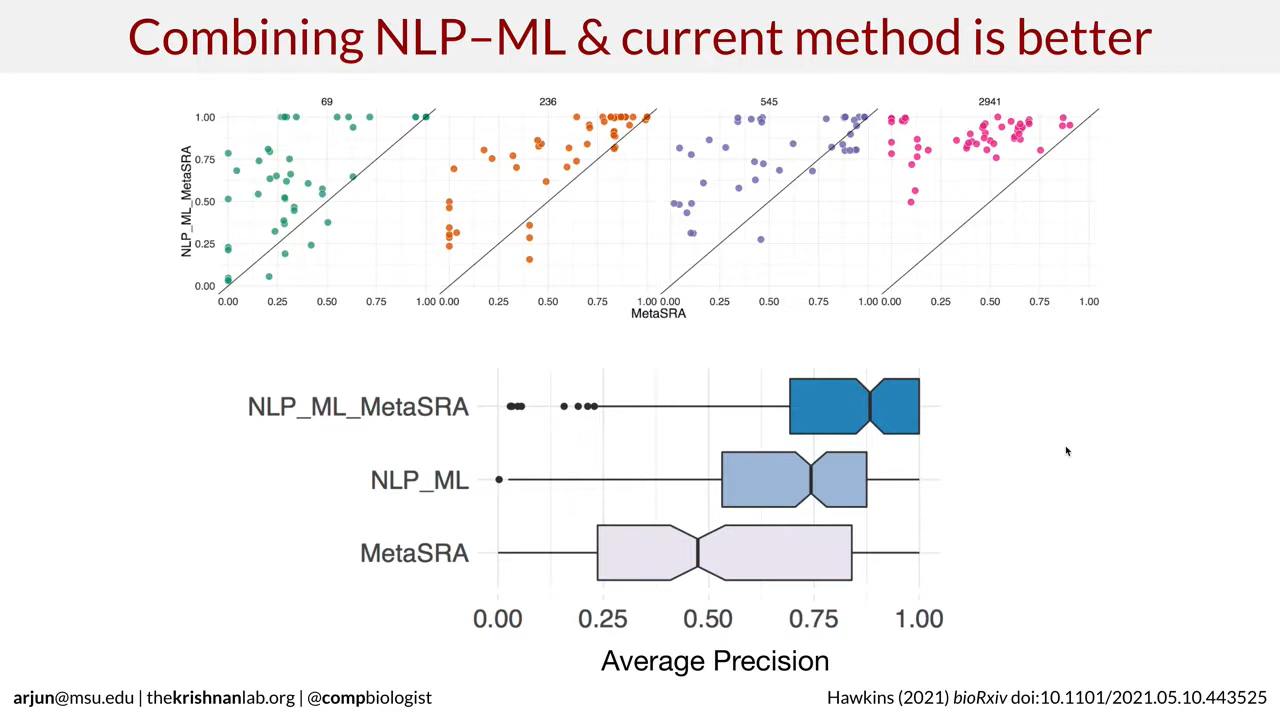 Combining NLP–ML & current method is better
69 236 545 2941
NLP_ML_MetaSRA
1.00
0.75
0.50
0.25
0.00
0.00 0.25 0.50 0.75 1.00 0.00 0.25 0.50 0.75 1.00 0.00 0.25 0.50 0.75 1.00 0.00 0.25 0.50 0.75 1.00
MetaSRA
NLP_ML_MetaSRA
NLP_ML
MetaSRA
0.00 0.25 0.50 0.75 1.00
Average Precision
arjun@msu.edu | thekrishnanlab.org | @compbiologist
Hawkins (2021) bioRxiv doi:10.1101/2021.05.10.443525